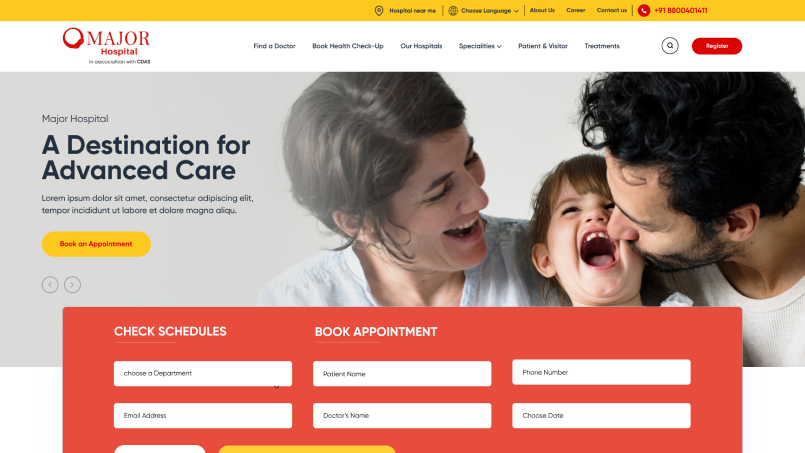 Hospital near me
Choose Language
About Us
Career
Contact us
+91 8800401411
MAJOR
Hospital
In asscociaition with CDAS
Find a Doctor
Book Health Check-Up
Our Hospitals
Specialities
Patient & Visitor
Treatments
Register
Major Hospital
A Destination for
Advanced Care
Lorem ipsum dolor sit amet, consectetur adipiscing elit,
tempor incididunt ut labore et dolore magna aliqu.
Book an Appointment
CHECK SCHEDULES
BOOK APPOINTMENT
choose a Department
Patient Name
Phone Number
Email Address
Doctor's Name
Choose Date